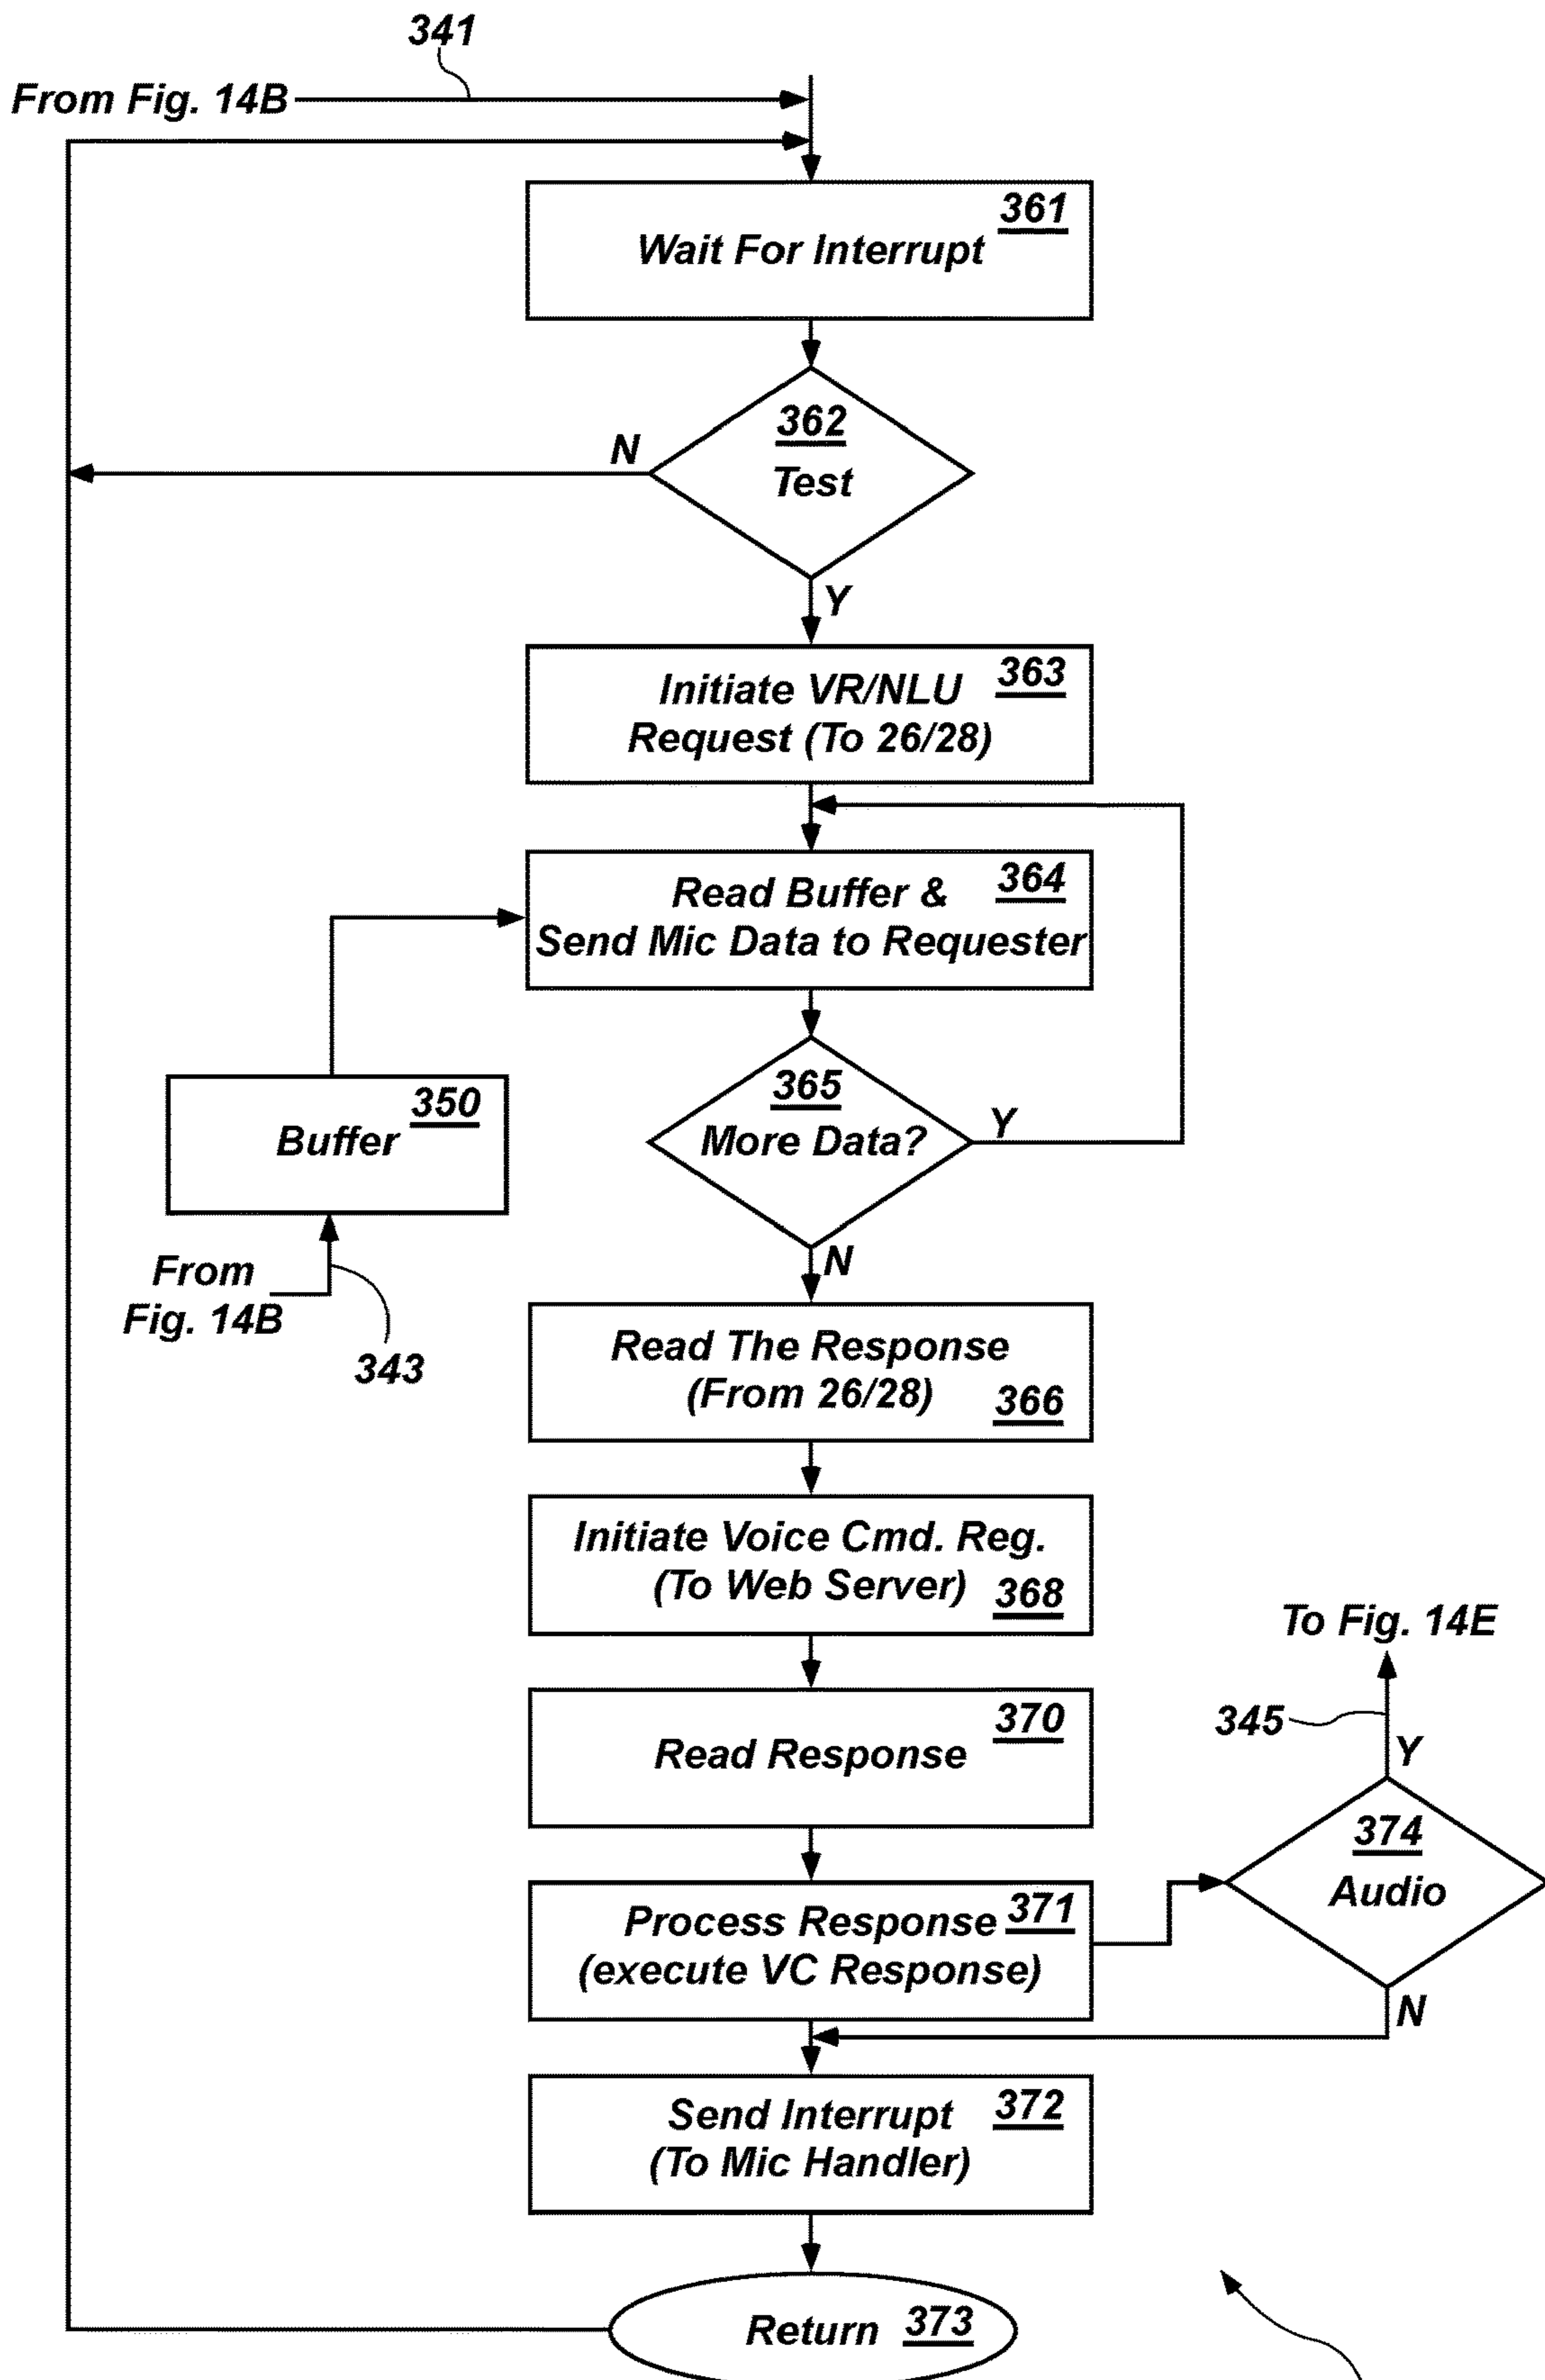 341
From Fig. 14B
361
Wait For Interrupt
362
Test
N
Y
Initiate VR/NLU 363
Request (To 26/28)
Read Buffer & 364
Send Mic Data to Requester
350
Buffer
365
More Data?
Y
N
From
Fig. 14B
343
Read The Response
(From 26/28) 366
Initiate Voice Cmd. Reg.
(To Web Server) 368
To Fig. 14E
345
Y
370
Read Response
374
Audio
N
Process Response 371
(execute VC Response)
Send Interrupt 372
(To Mic Handler)
Return 373